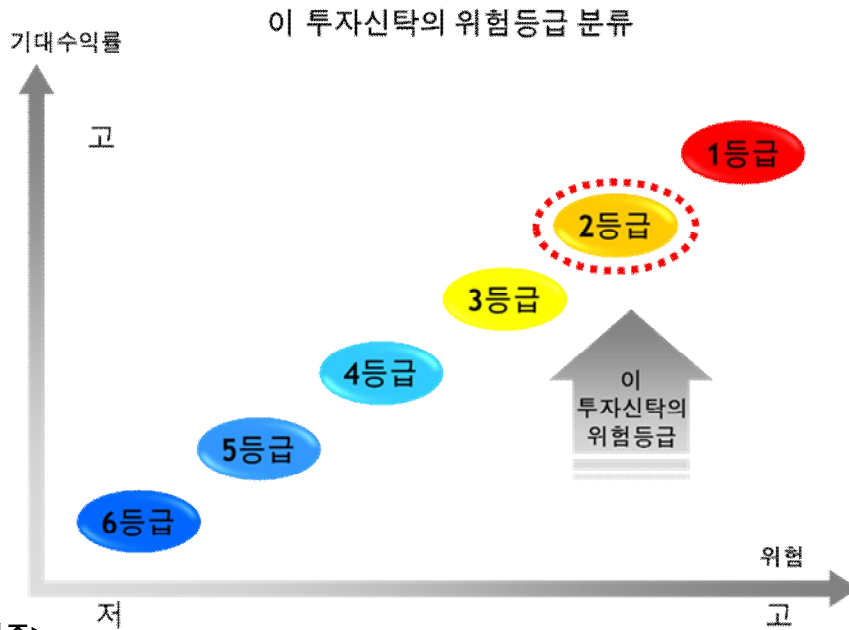 이 투자신탁의 위험등급 분류
기대수익률
고
1등급
2등급
3등급
4등급
이
투자신탁의
위험등급
5등급
6등급
위험
저
고